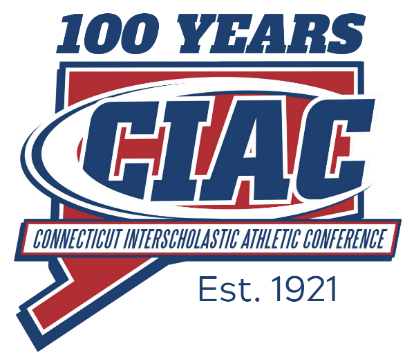 100 YEARS
CIAC
CONNECTICUT INTERSCHOLASTIC ATHLETIC CONFERENCE
Est. 1921